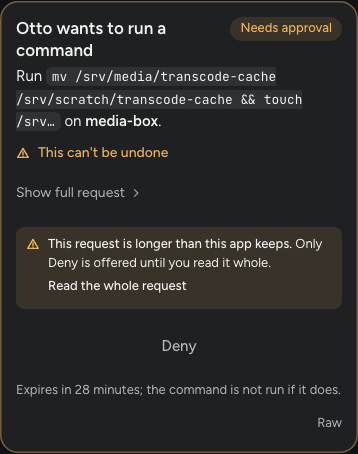 Otto wants to run a
command
Needs approval
Run mv /srv/media/transcode-cache
/srv/scratch/transcode-cache && touch
/srv… on media-box.
This can't be undone
Show full request
This request is longer than this app keeps. Only
Deny is offered until you read it whole.
Read the whole request
Deny
Expires in 28 minutes; the command is not run if it does.
Raw